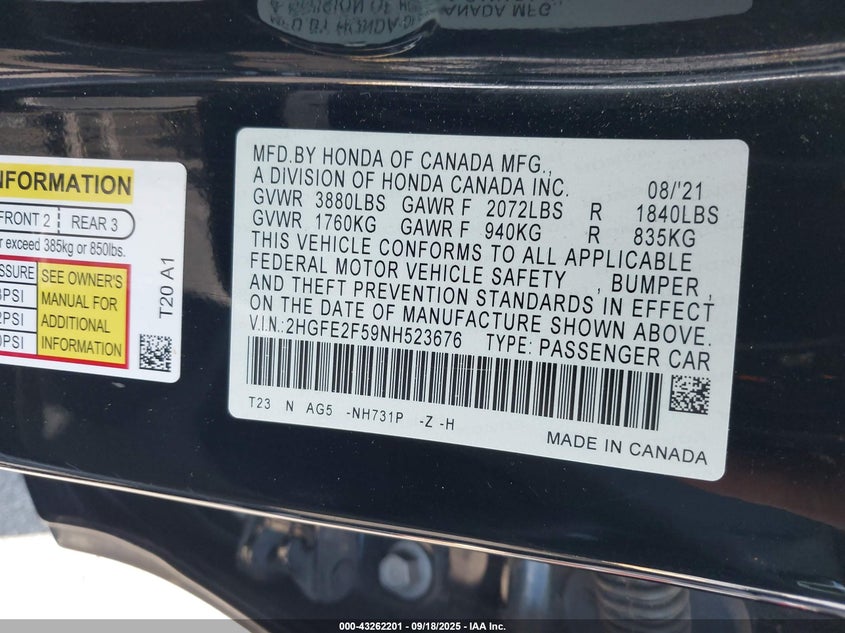 MFD.BY HONDA OF CANADA MFG.,
A DIVISION OF HONDA CANADA INC. 08/'21
GVWR 3880LBS GAWR F 2072LBS R 1840LBS
GVWR 1760KG GAWR F 940KG R 835KG
THIS VEHICLE CONFORMS TO ALL APPLICABLE
FEDERAL MOTOR VEHICLE SAFETY , BUMPER ,
AND THEFT PREVENTION STANDARDS IN EFFECT
ON THE DATE OF MANUFACTURE SHOWN ABOVE.
V.I.N.: 2HGFE2F59NH523676 TYPE: PASSENGER CAR
T23 N AG5 -NH731P -Z -H
MADE IN CANADA
FRONT 2 REAR 3
exceed 385kg or 850lbs.
SEE OWNER'S
MANUAL FOR
ADDITIONAL
INFORMATION
T20 A1
000-43262201 - 09/18/2025 - IAA Inc.